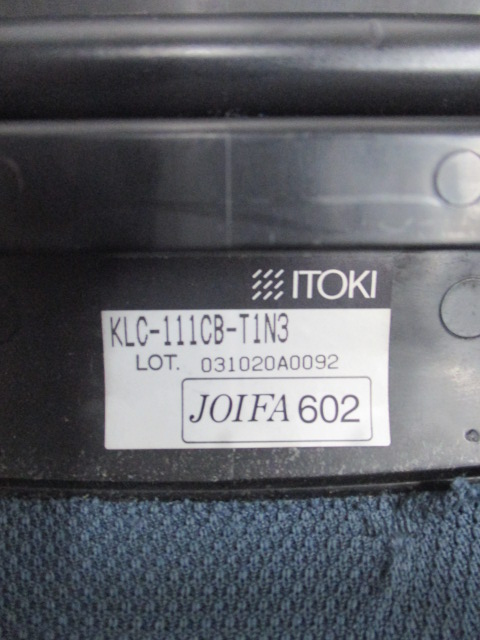 ITOKI
KLC-111CB-T1N3
LOT. 031020A0092
JOIFA 602